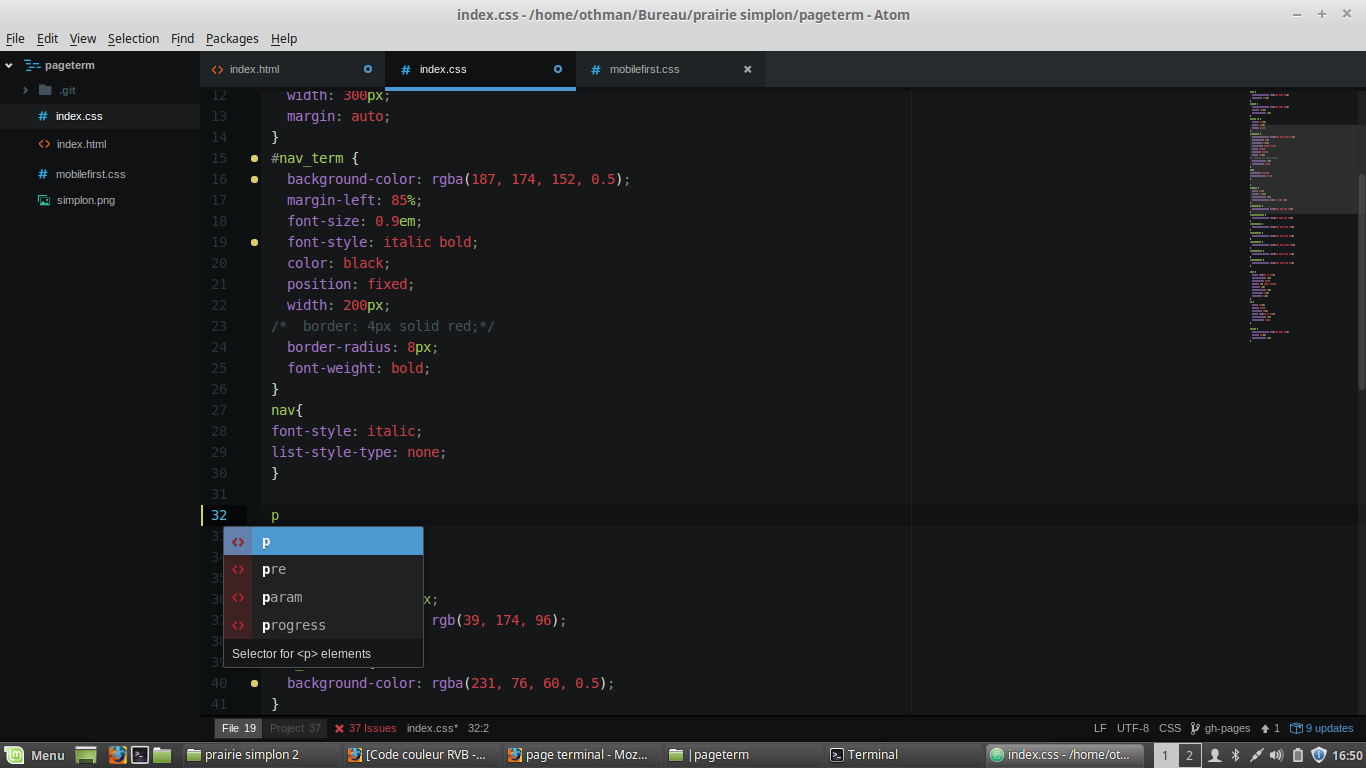 index.css - /home/othman/Bureau/prairie simplon/pageterm - Atom
File Edit View Selection Find Packages Help
pageterm
.git
index.css
index.html
mobilefirst.css
simplon.png
index.html index.css mobilefirst.css
12 width: 300px;
13 margin: auto;
14 }
15 #nav_term {
16 background-color: rgba(187, 174, 152, 0.5);
17 margin-left: 85%;
18 font-size: 0.9em;
19 font-style: italic bold;
20 color: black;
21 position: fixed;
22 width: 200px;
23 /*  border: 4px solid red;*/
24 border-radius: 8px;
25 font-weight: bold;
26 }
27 nav{
28 font-style: italic;
29 list-style-type: none;
30 }
31
32 p
p
pre
param
progress
Selector for <p> elements
x;
rgb(39, 174, 96);
40 background-color: rgba(231, 76, 60, 0.5);
41 }
File 19 Project 37 37 Issues index.css* 32:2 LF UTF-8 CSS gh-pages 1 9 updates
Menu prairie simplon 2 [Code couleur RVB -... page terminal - Moz... | pageterm Terminal index.css - /home/ot... 1 2 16:50